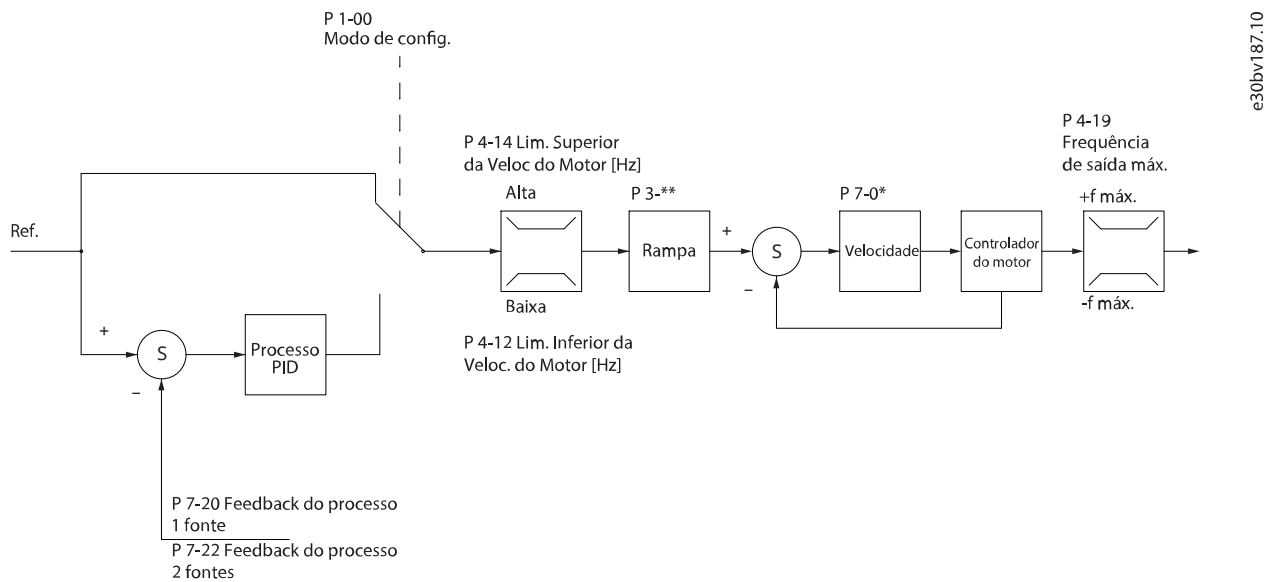 P 1-00
Modo de config.
e30bv187.10
P 4-19
Frequência
de saída máx.
P 4-14 Lim. Superior
da Veloc do Motor [Hz]
Alta
P 3-**
P 7-0*
+f máx.
Ref.
Rampa
+
S
–
Velocidade
Controlador
do motor
Baixa
-f máx.
P 4-12 Lim. Inferior da
Veloc. do Motor [Hz]
+
S
–
Processo
PID
P 7-20 Feedback do processo
1 fonte
P 7-22 Feedback do processo
2 fontes